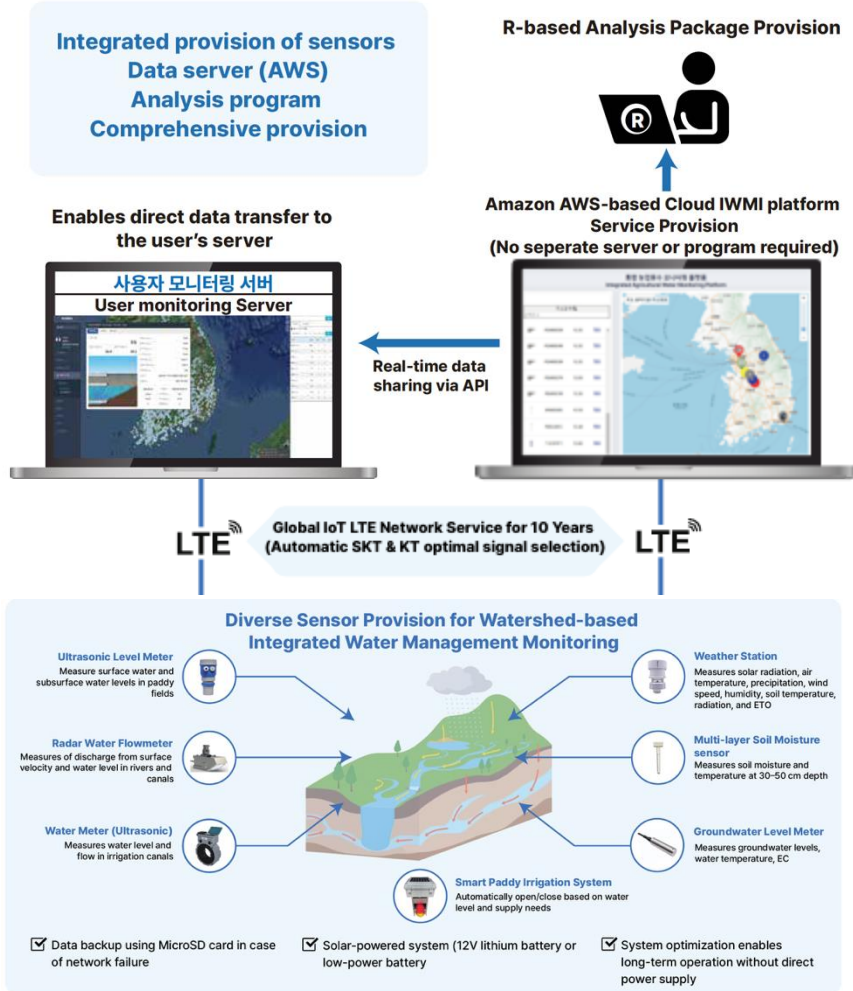 Integrated provision of sensors
Data server (AWS)
Analysis program
Comprehensive provision
R-based Analysis Package Provision
R
Enables direct data transfer to
the user's server
Amazon AWS-based Cloud IWMI platform
Service Provision
(No seperate server or program required)
사용자 모니터링 서버
User monitoring Server
Integrated Agricultural Water Monitoring Platform
Real-time data
sharing via API
LTE
Global IoT LTE Network Service for 10 Years
(Automatic SKT & KT optimal signal selection)
LTE
Diverse Sensor Provision for Watershed-based
Integrated Water Management Monitoring
Ultrasonic Level Meter
Measure surface water and
subsurface water levels in paddy
fields
Weather Station
Measures solar radiation, air
temperature, precipitation, wind
speed, humidity, soil temperature,
radiation, and ETO
Radar Water Flowmeter
Measures of discharge from surface
velocity and water level in rivers and
canals
Multi-layer Soil Moisture
sensor
Measures soil moisture and
temperature at 30–50 cm depth
Water Meter (Ultrasonic)
Measures water level and
flow in irrigation canals
Groundwater Level Meter
Measures groundwater levels,
water temperature, EC
Smart Paddy Irrigation System
Automatically open/close based on water
level and supply needs
Data backup using MicroSD card in case
of network failure
Solar-powered system (12V lithium battery or
low-power battery
System optimization enables
long-term operation without direct
power supply